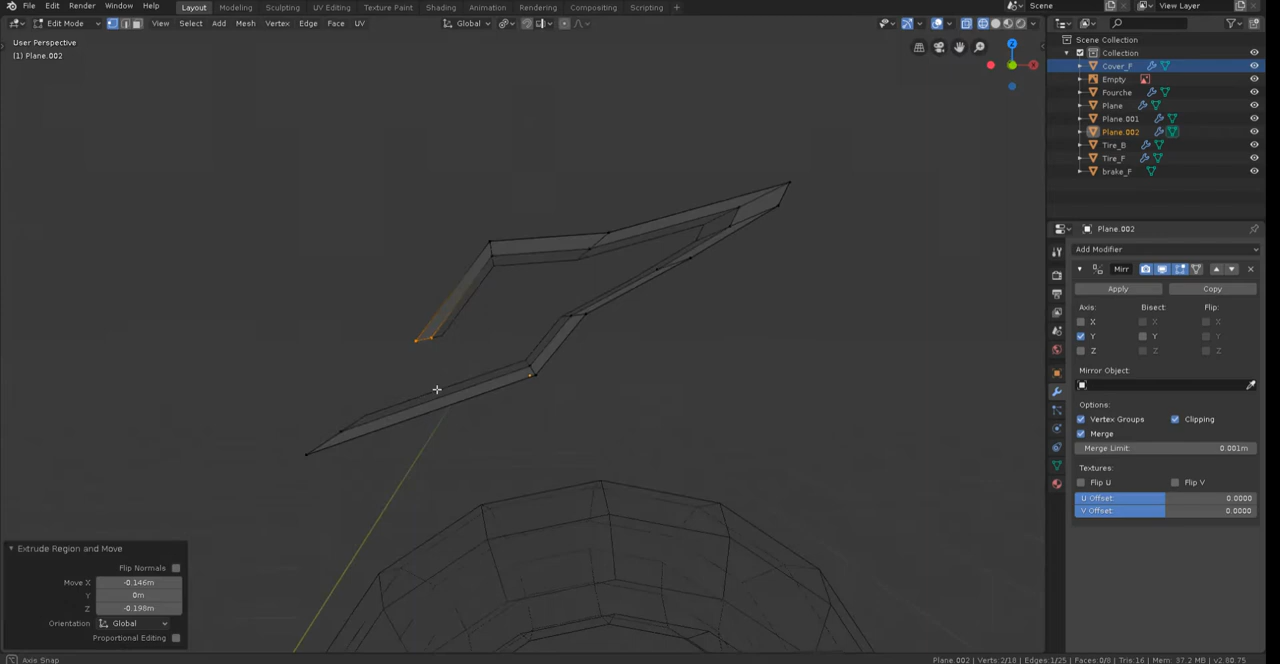 File Edit Render Window Help Layout Modeling Sculpting UV Editing Texture Paint Shading Animation Rendering Compositing Scripting Scene View Layer
Edit Mode View Select Add Mesh Vertex Edge Face UV Global
User Perspective
(1) Plane.002
Z
Scene Collection
Collection
Cover_F
Empty
Fourche
Plane
Plane.001
Plane.002
Tire_B
Tire_F
brake_F
Plane.002
Add Modifier
Mirr
Apply Copy
Axis: Bisect: Flip:
X X X
Y Y Y
Z Z Z
Mirror Object:
Options:
Vertex Groups Clipping
Merge
Merge Limit: 0.001m
Textures:
Flip U Flip V
U Offset: 0.0000
V Offset: 0.0000
Extrude Region and Move
Flip Normals
Move X -0.146m
Y 0m
Z -0.198m
Orientation Global
Proportional Editing
Axis Snap Plane.002 | Verts:2/18 | Edges:1/25 | Faces:0/8 | Tris:16 | Mem: 37.2 MB | v2.80.75